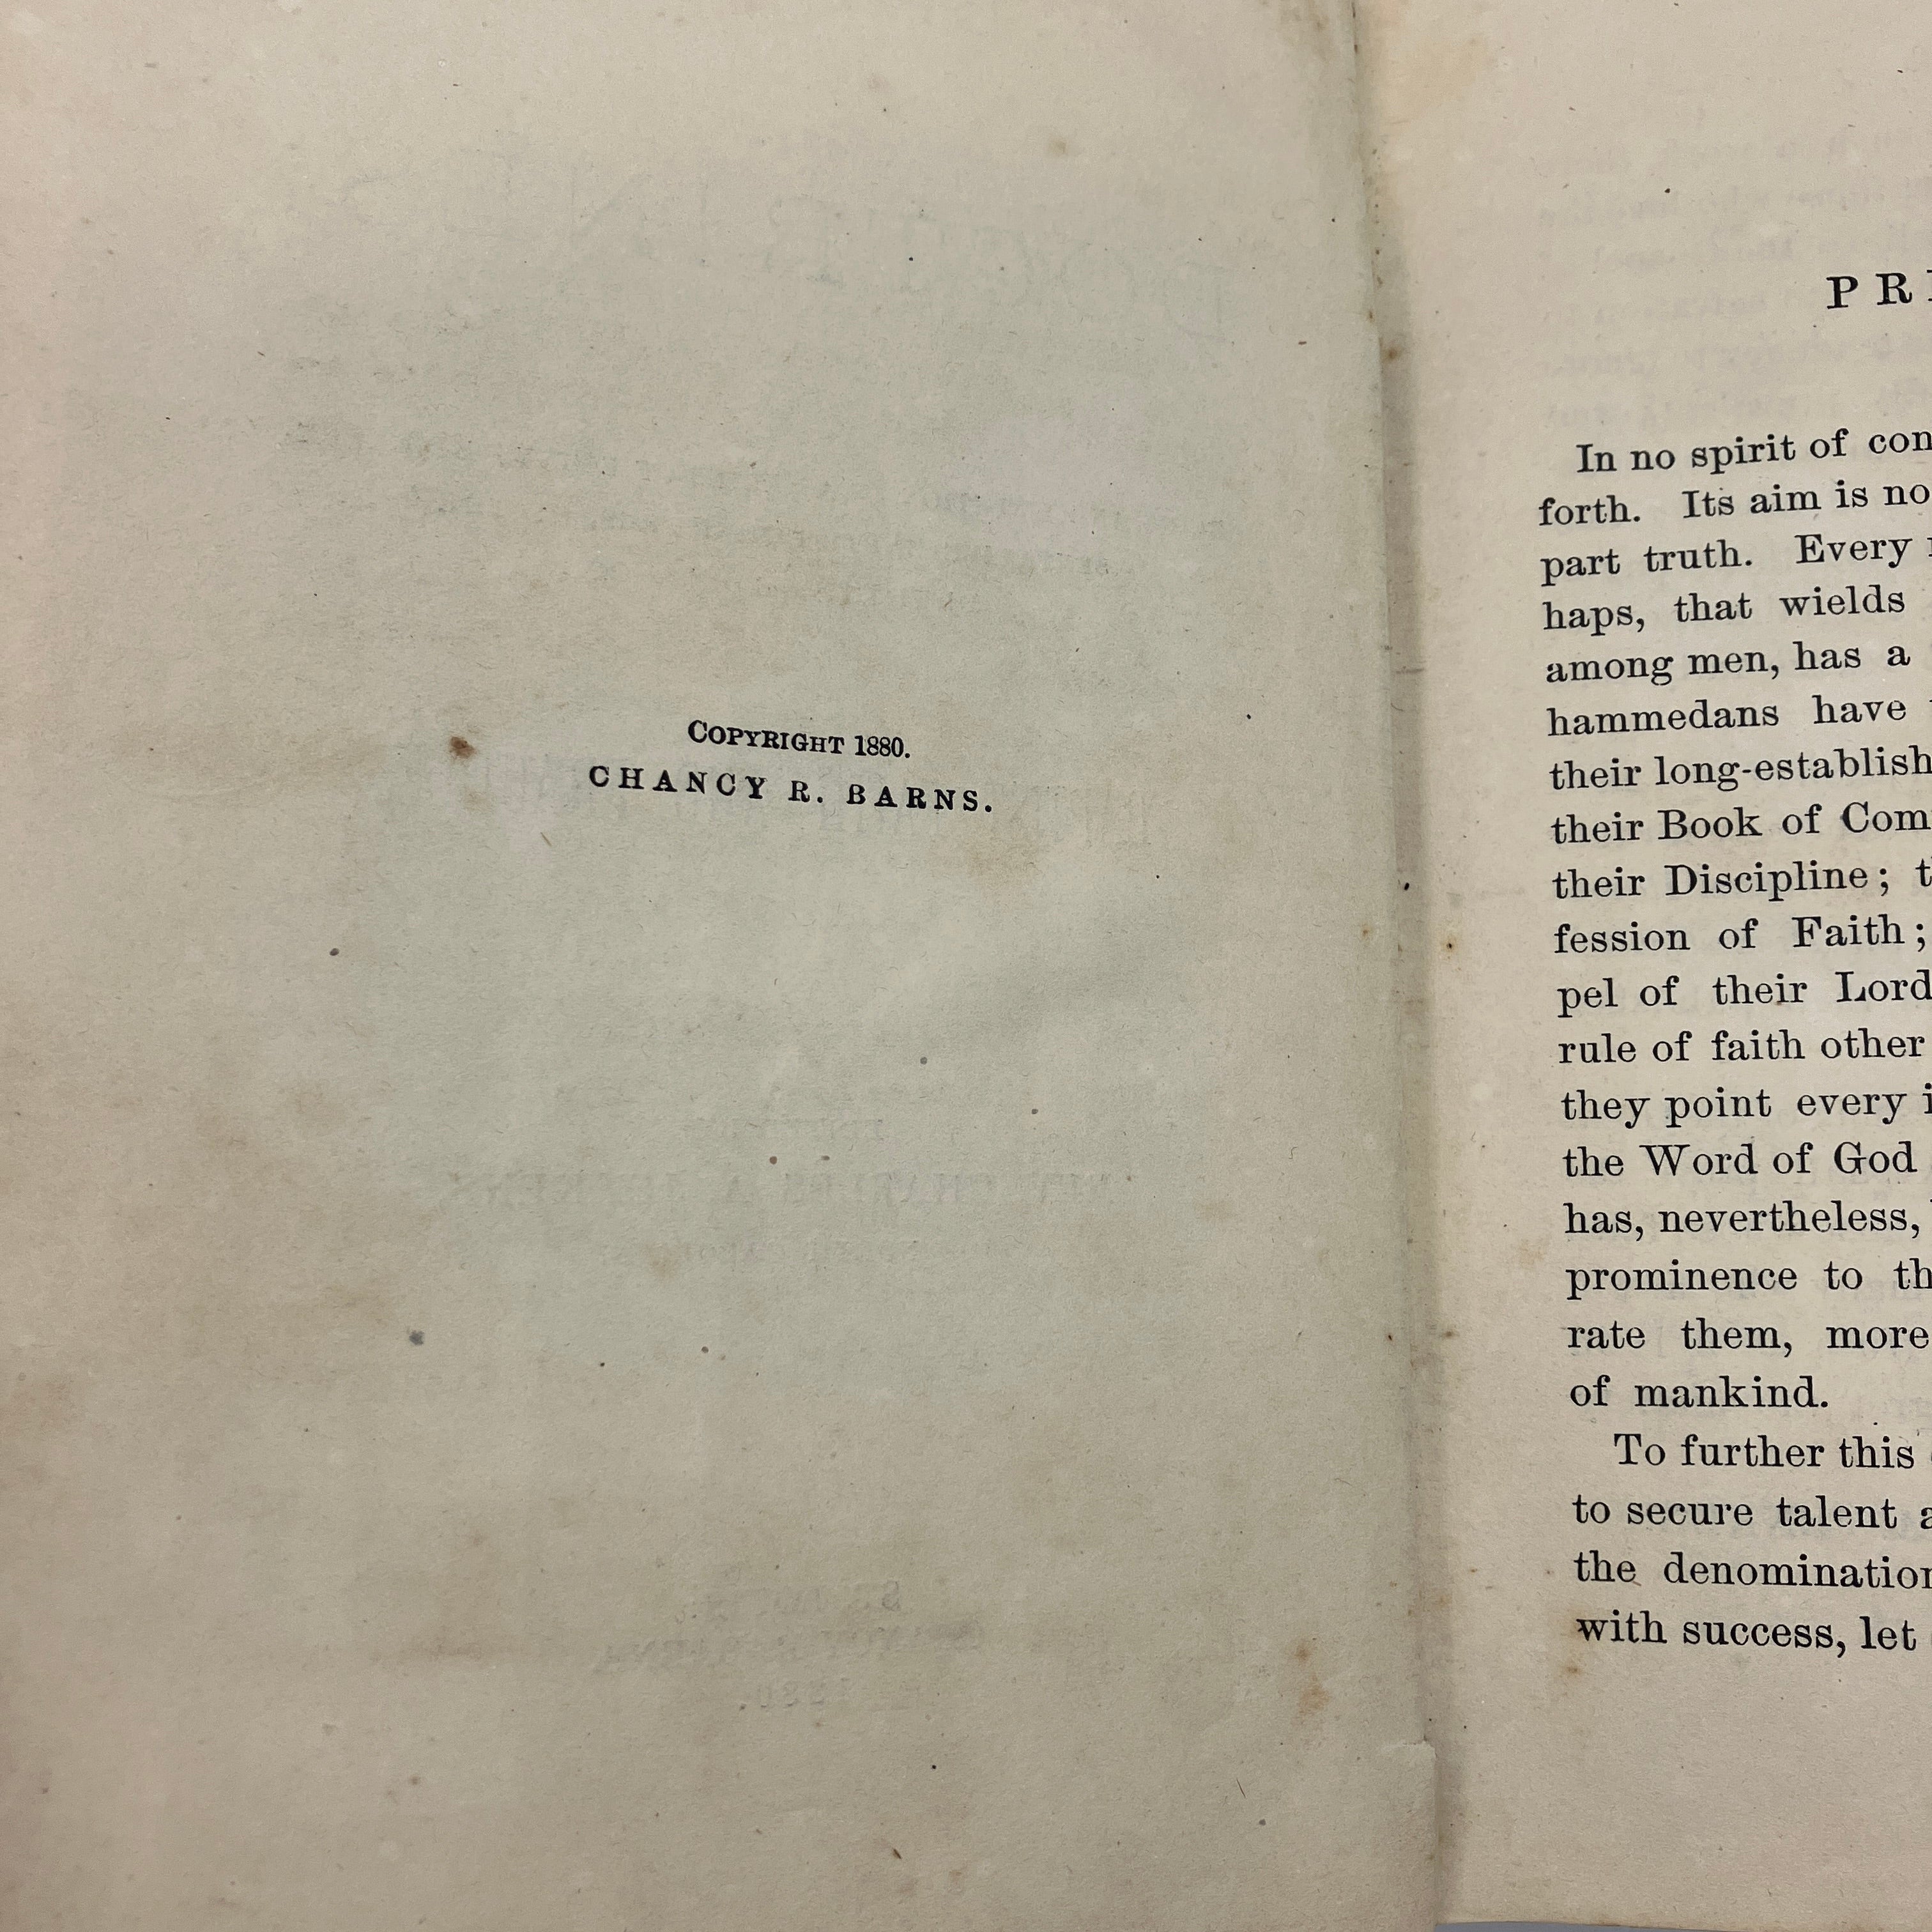 COPYRIGHT 1880.
CHANCY R. BARNS.
PR
In no spirit of con
forth. Its aim is no
part truth. Every
haps, that wields
among men, has a
hammedans have
their long-establish
their Book of Com
their Discipline; t
fession of Faith;
pel of their Lord
rule of faith other
they point every i
the Word of God
has, nevertheless,
prominence to th
rate them, more
of mankind.
To further this
to secure talent a
the denomination
with success, let